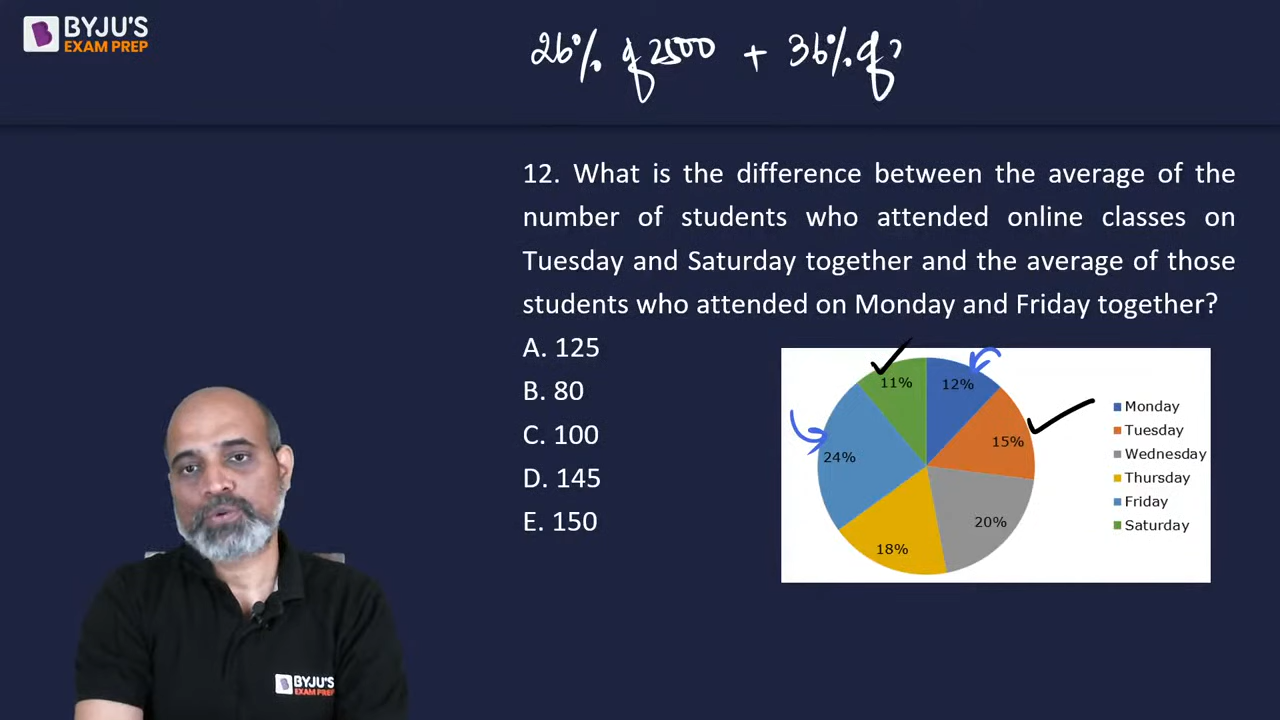 BYJU'S
EXAM PREP
26% of 2500 + 36% of 2
12. What is the difference between the average of the
number of students who attended online classes on
Tuesday and Saturday together and the average of those
students who attended on Monday and Friday together?
A. 125
B. 80
C. 100
D. 145
E. 150
11%
12%
15%
24%
20%
18%
Monday
Tuesday
Wednesday
Thursday
Friday
Saturday
BYJU'S
EXAM PREP